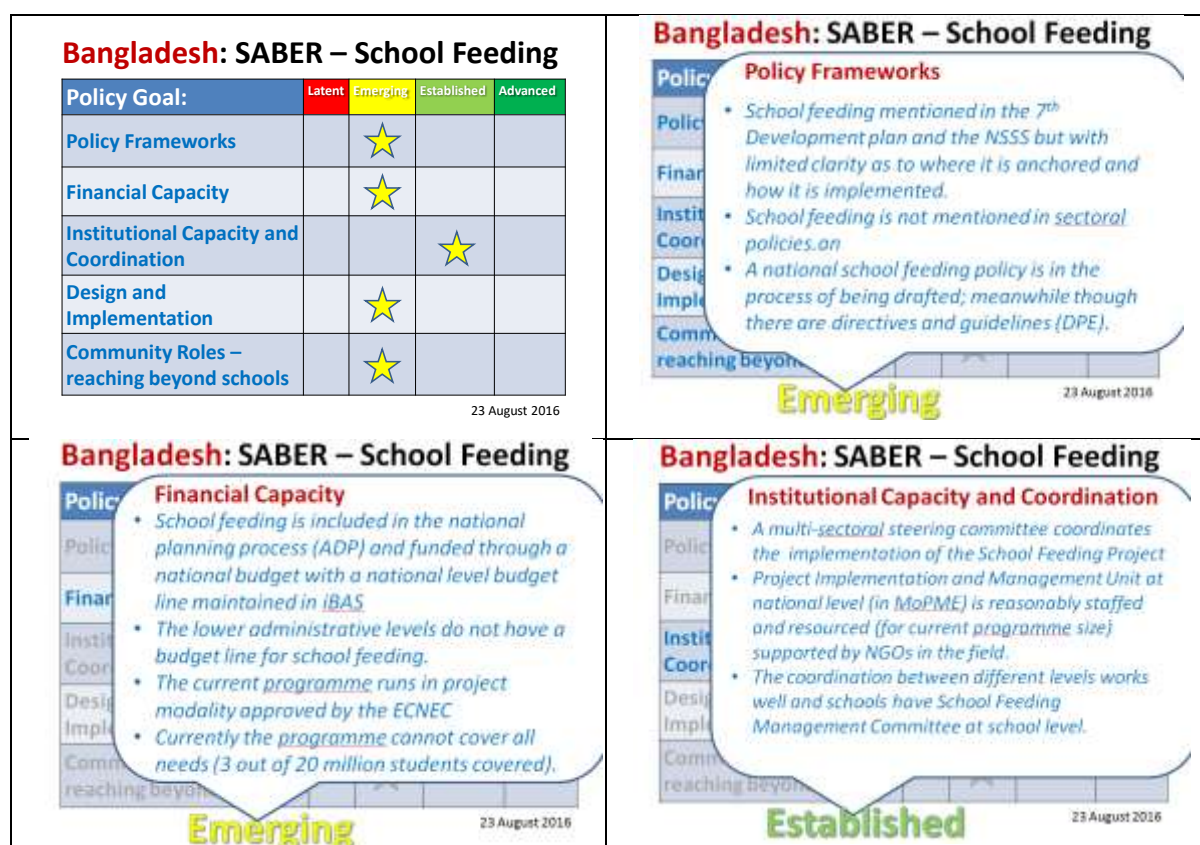 Bangladesh: SABER – School Feeding
Policy Goal:
Latent
Emerging
Established
Advanced
Policy Frameworks
Financial Capacity
Institutional Capacity and
Coordination
Design and
Implementation
Community Roles –
reaching beyond schools
23 August 2016
Bangladesh: SABER – School Feeding
Policy Frameworks
• School feeding mentioned in the 7th
Development plan and the NSSS but with
limited clarity as to where it is anchored and
how it is implemented.
• School feeding is not mentioned in sectoral
policies.an
• A national school feeding policy is in the
process of being drafted; meanwhile though
there are directives and guidelines (DPE).
reaching beyon
Emerging
23 August 2016
Bangladesh: SABER – School Feeding
Financial Capacity
• School feeding is included in the national
planning process (ADP) and funded through a
national budget with a national level budget
line maintained in iBAS
• The lower administrative levels do not have a
budget line for school feeding.
• The current programme runs in project
modality approved by the ECNEC
• Currently the programme cannot cover all
needs (3 out of 20 million students covered).
reaching beyon
Emerging
23 August 2016
Bangladesh: SABER – School Feeding
Institutional Capacity and Coordination
• A multi-sectoral steering committee coordinates
the implementation of the School Feeding Project
• Project Implementation and Management Unit at
national level (in MoPME) is reasonably staffed
and resourced (for current programme size)
supported by NGOs in the field.
• The coordination between different levels works
well and schools have School Feeding
Management Committee at school level.
reaching beyon
Established
23 August 2016